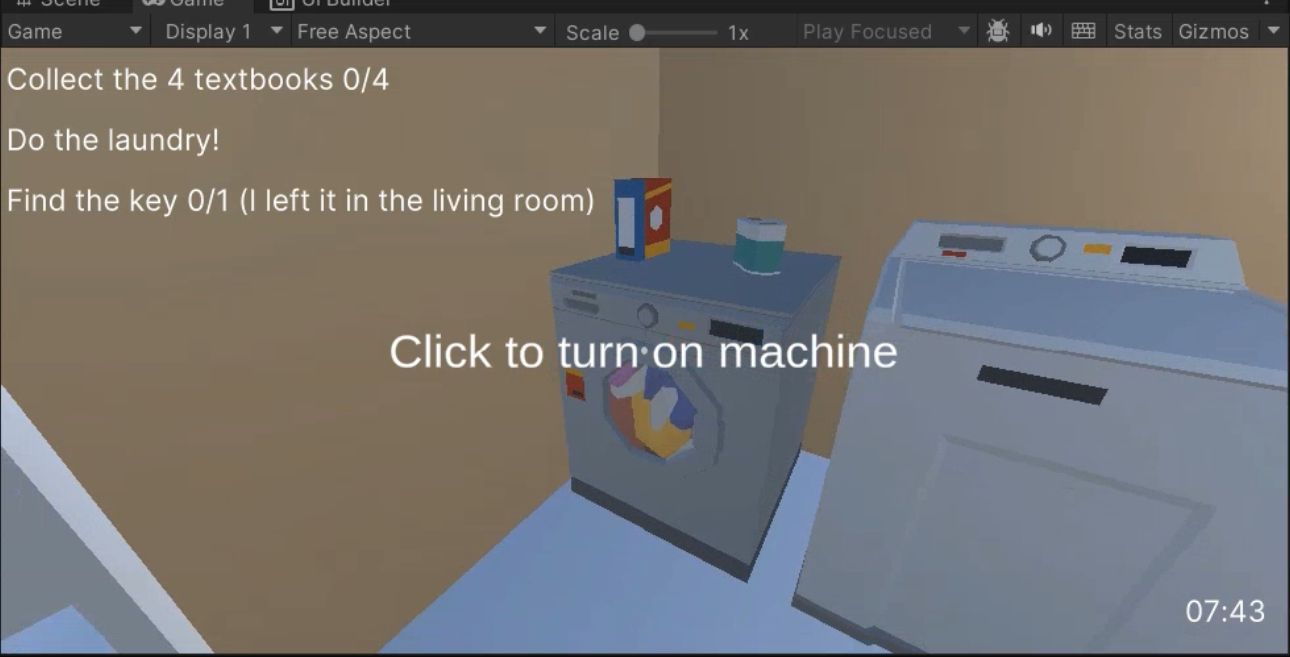 Scene Game UI Builder
Game Display 1 Free Aspect Scale 1x Play Focused Stats Gizmos
Collect the 4 textbooks 0/4
Do the laundry!
Find the key 0/1 (I left it in the living room)
Click to turn on machine
07:43